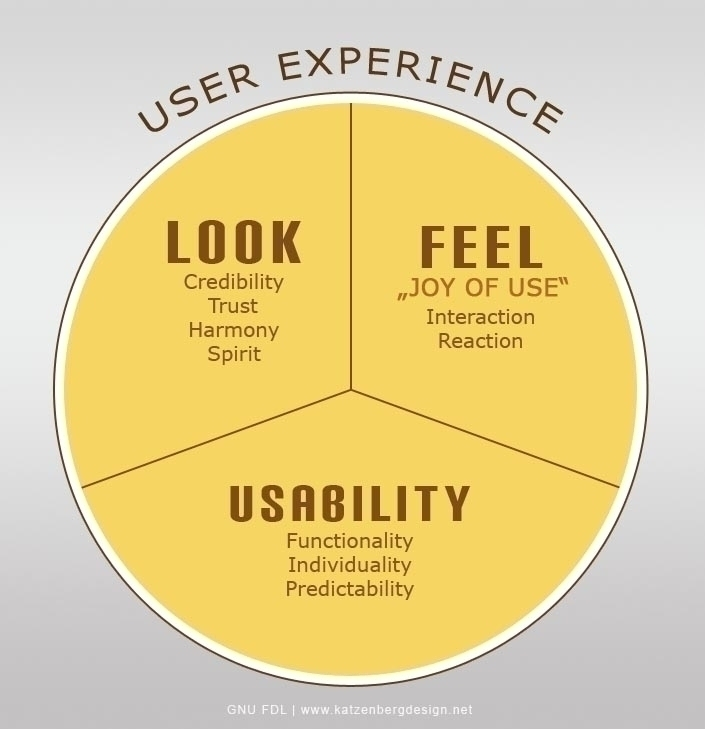 USER EXPERIENCE
LOOK
Credibility
Trust
Harmony
Spirit
FEEL
„JOY OF USE“
Interaction
Reaction
USABILITY
Functionality
Individuality
Predictability
GNU FDL | www.katzenbergdesign.net